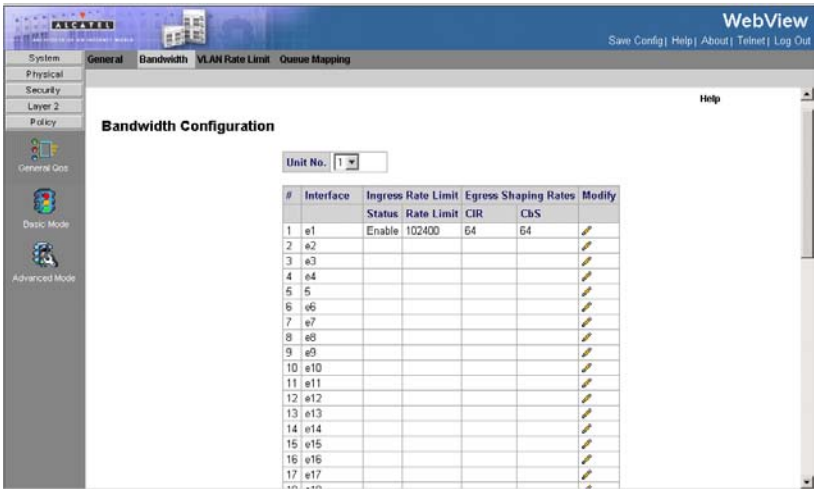 ALCATEL
WebView
Save Config| Help| About| Telnet| Log Out
System
Physical
Security
Layer 2
Policy
General Qos
Basic Mode
Advanced Mode
General Bandwidth VLAN Rate Limit Queue Mapping
Help
Bandwidth Configuration
Unit No. 1
# Interface Ingress Rate Limit Egress Shaping Rates Modify
Status Rate Limit CIR CbS
1 e1 Enable 102400 64 64
2 e2
3 e3
4 e4
5 5
6 e6
7 e7
8 e8
9 e9
10 e10
11 e11
12 e12
13 e13
14 e14
15 e15
16 e16
17 e17